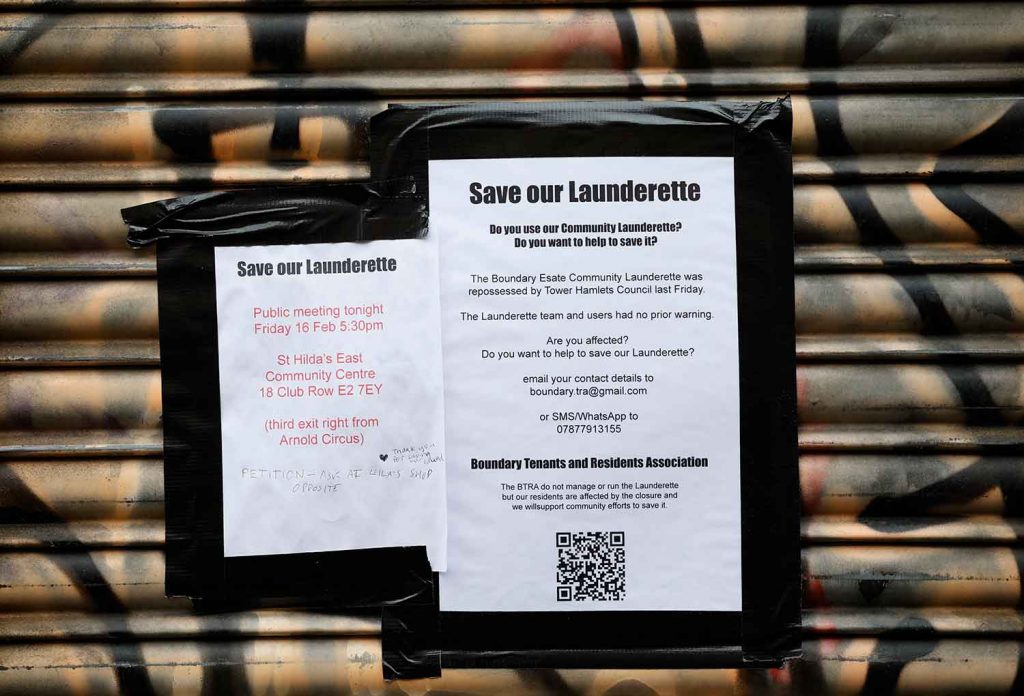 Save our Launderette
Public meeting tonight
Friday 16 Feb 5:30pm
St Hilda's East
Community Centre
18 Club Row E2 7EY
(third exit right from
Arnold Circus)
Thank you
for
PETITION - ASK AT LEILA'S SHOP
OPPOSITE
Save our Launderette
Do you use our Community Launderette?
Do you want to help to save it?
The Boundary Esate Community Launderette was
repossessed by Tower Hamlets Council last Friday.
The Launderette team and users had no prior warning.
Are you affected?
Do you want to help to save our Launderette?
email your contact details to
boundary.tra@gmail.com
or SMS/WhatsApp to
07877913155
Boundary Tenants and Residents Association
The BTRA do not manage or run the Launderette
but our residents are affected by the closure and
we willsupport community efforts to save it.